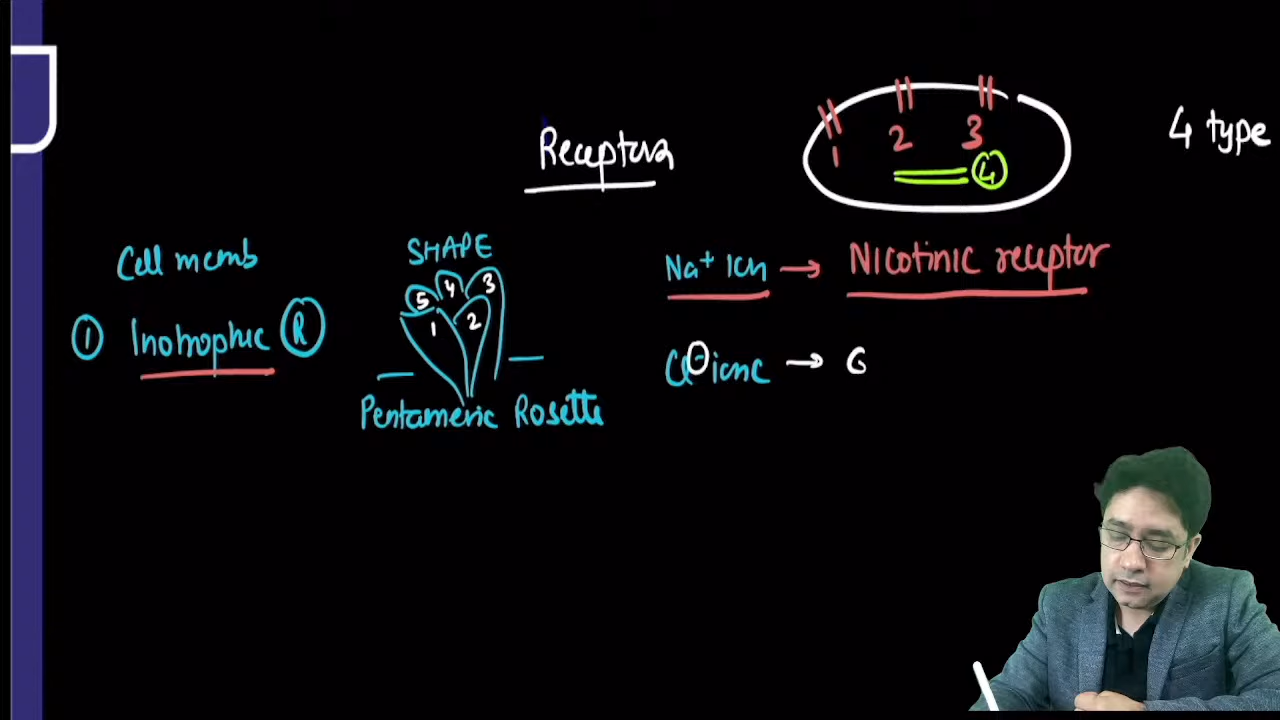 Receptors
1 2 3
4
4 type
Cell memb
SHAPE
Na+ ion → Nicotinic receptor
1 Inotrophic R
5 4 3
1 2
Cl⊖ ionic → G
Pentameric Rosette